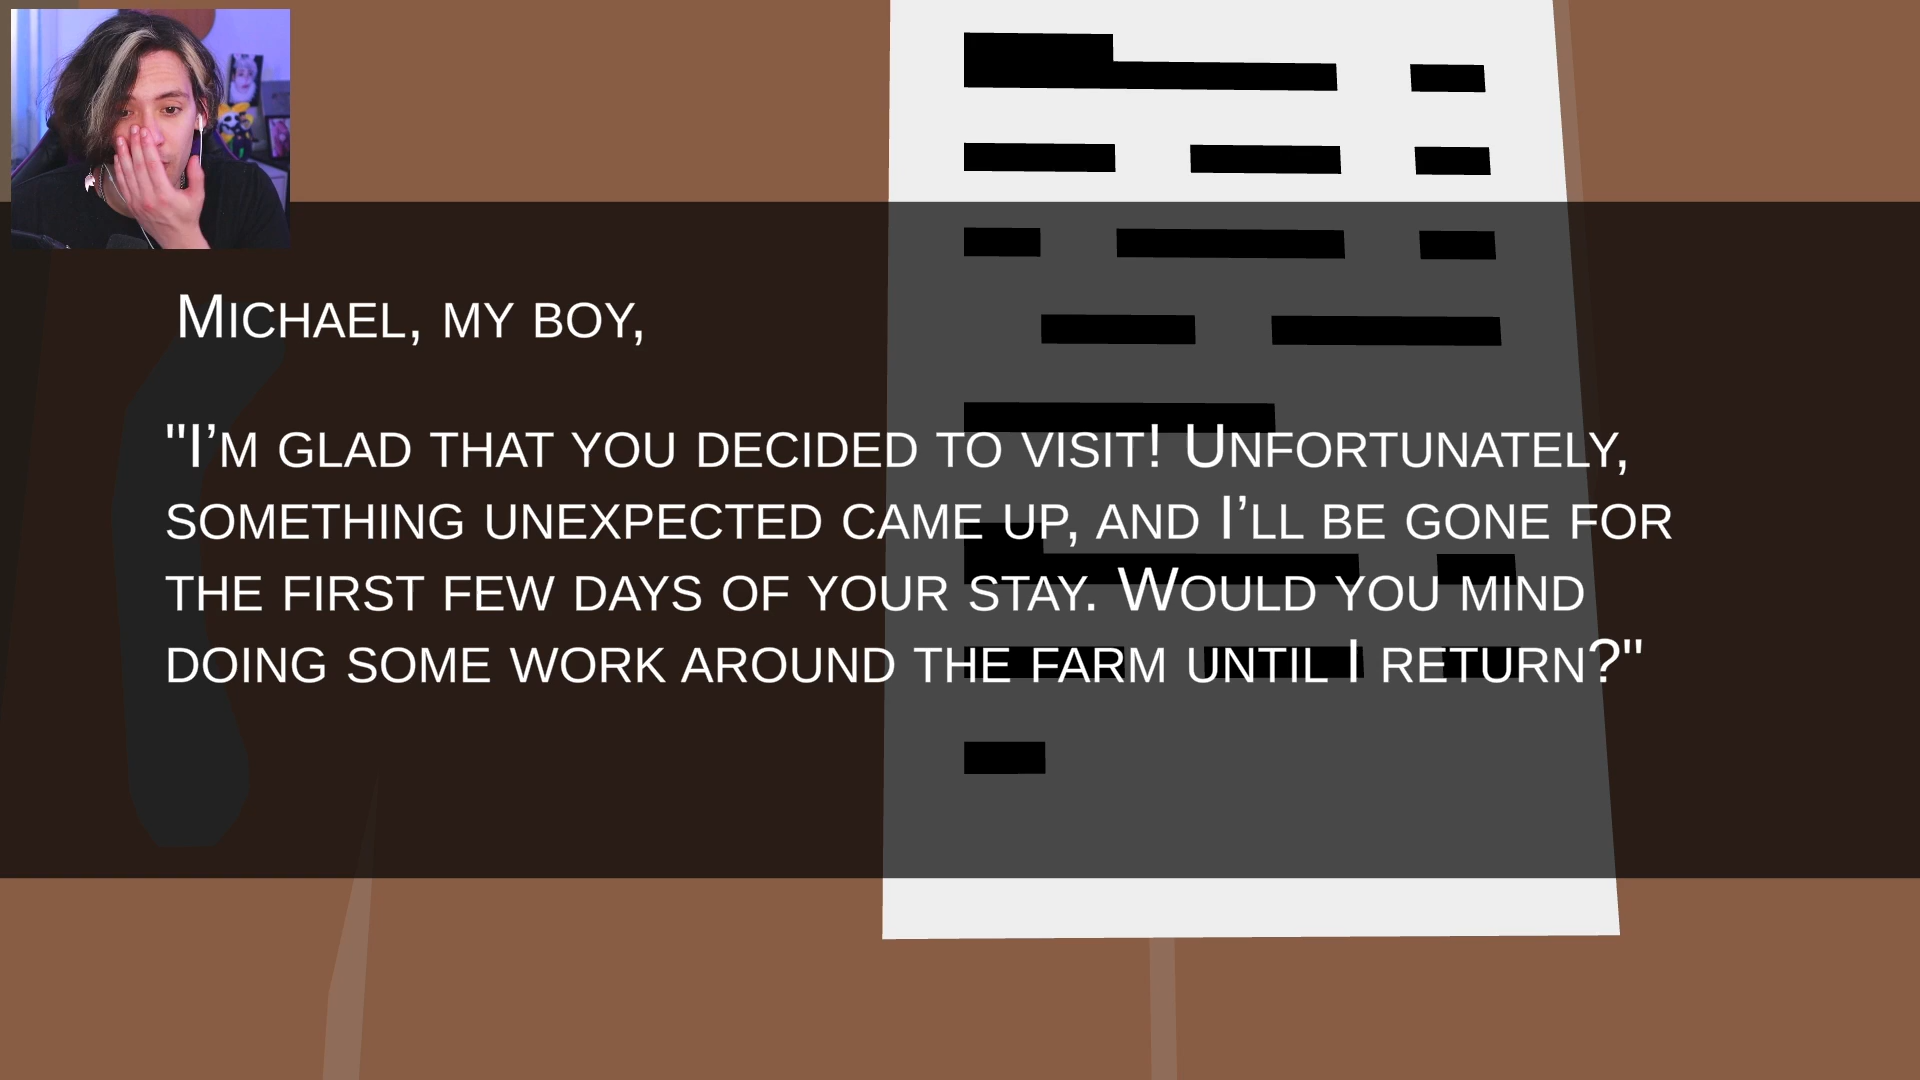 Michael, my boy,
"I’m glad that you decided to visit! Unfortunately,
something unexpected came up, and I’ll be gone for
the first few days of your stay. Would you mind
doing some work around the farm until I return?"